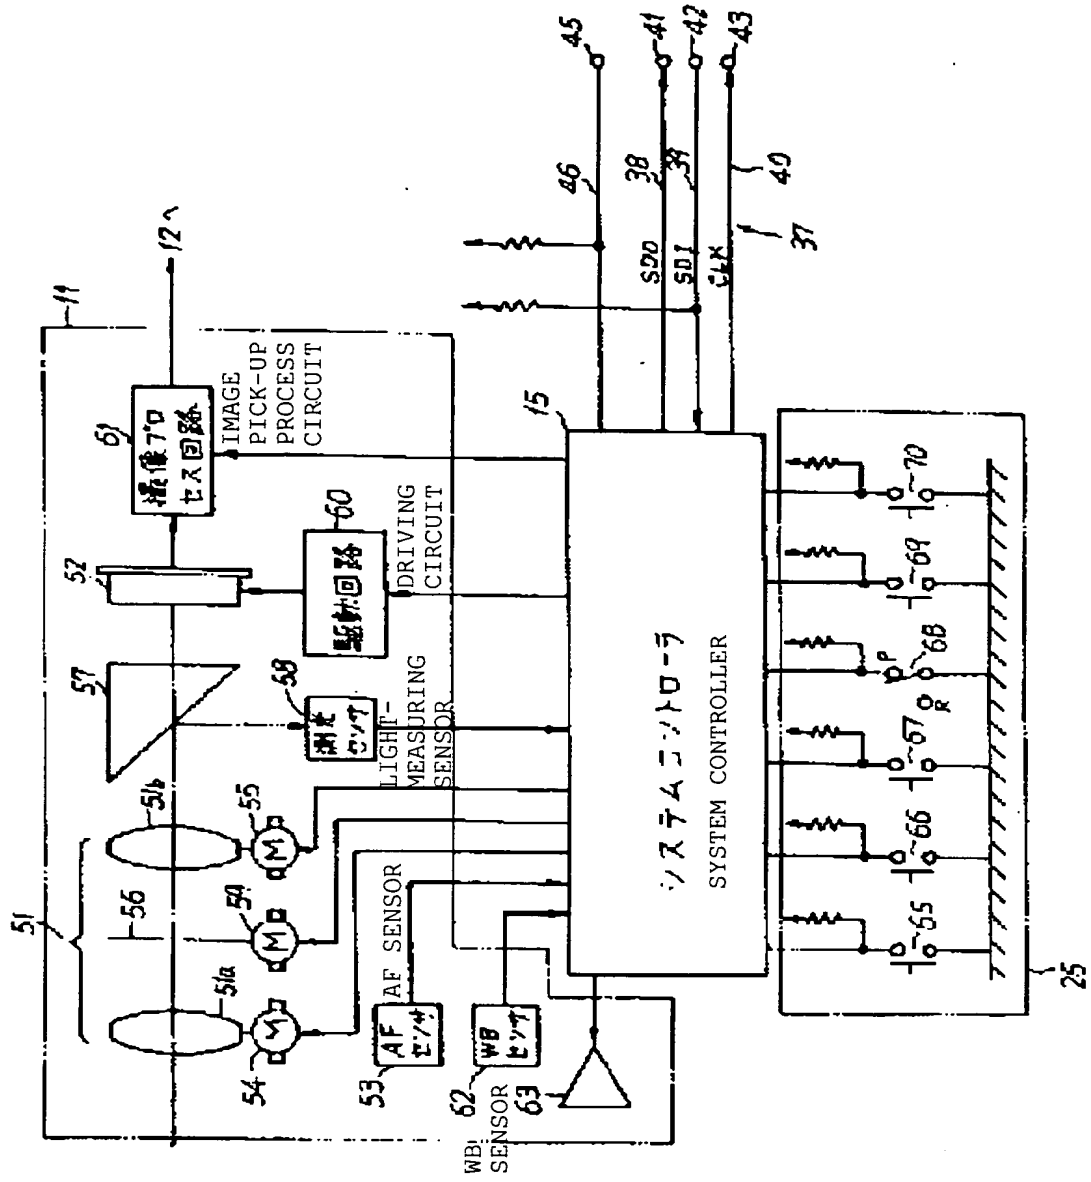 11
12へ
61
撮像プロ
セス回路
IMAGE
PICK-UP
PROCESS
CIRCUIT
52
60
駆動回路
DRIVING
CIRCUIT
57
58
測光
センサ
LIGHT-
MEASURING
SENSOR
51
51b
55
56
59
51a
54
M
M
M
53
AF
センサ
AF SENSOR
62
WB
センサ
WB
SENSOR
63
15
システムコントローラ
SYSTEM CONTROLLER
45
46
41
38
SDO
42
39
SDI
43
40
CLK
37
25
65
66
67
68
P
R
69
70